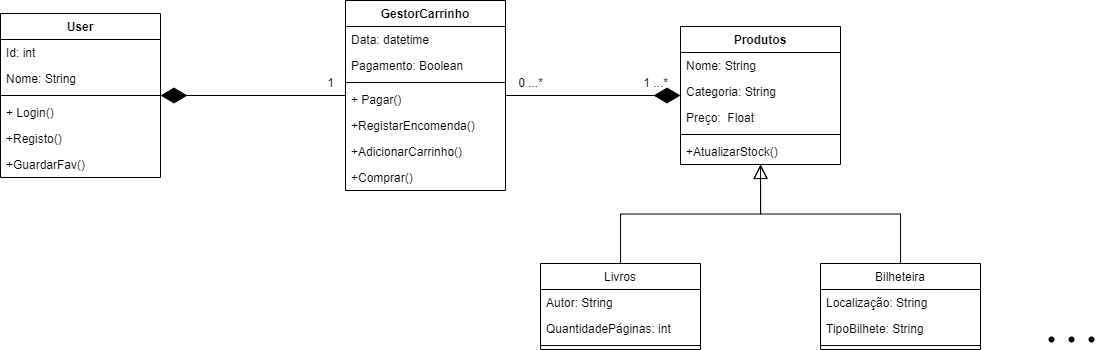 User
Id: int
Nome: String
+ Login()
+Registo()
+GuardarFav()
1
GestorCarrinho
Data: datetime
Pagamento: Boolean
+ Pagar()
+RegistarEncomenda()
+AdicionarCarrinho()
+Comprar()
0 ...*
1 ...*
Produtos
Nome: String
Categoria: String
Preço:  Float
+AtualizarStock()
Livros
Autor: String
QuantidadePáginas: int
Bilheteira
Localização: String
TipoBilhete: String
...